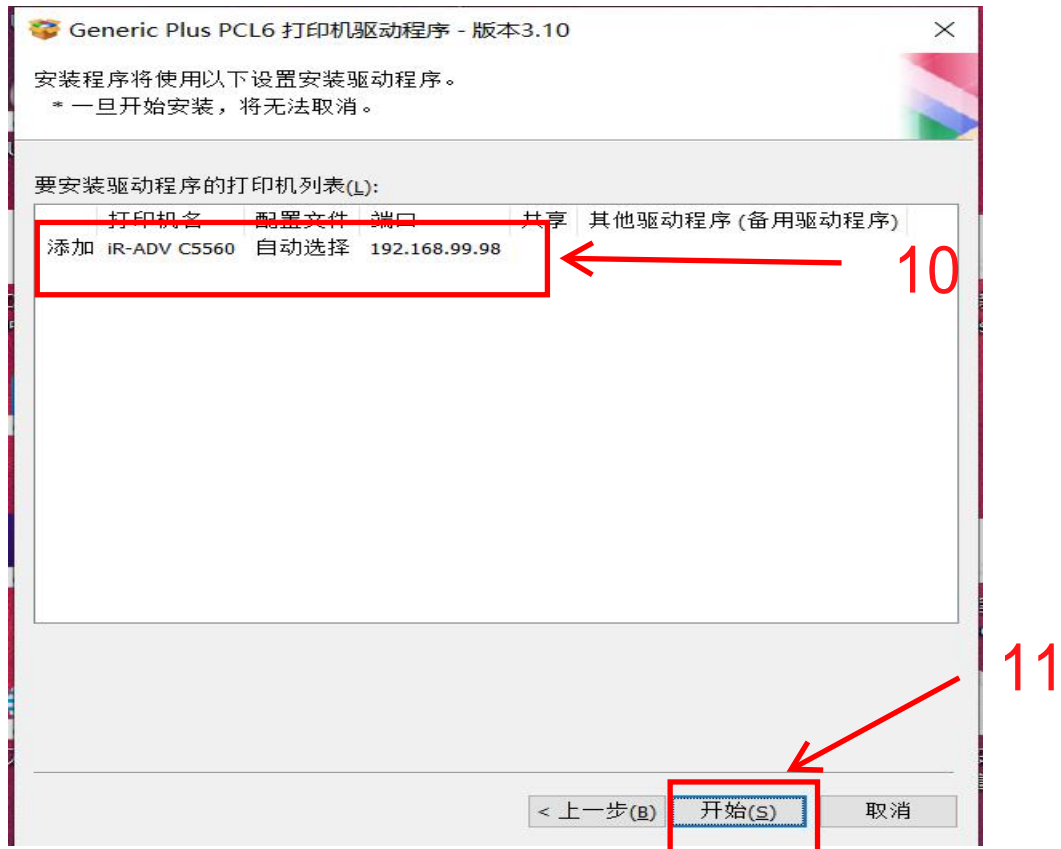 Generic Plus PCL6 打印机驱动程序 - 版本3.10
安装程序将使用以下设置安装驱动程序。
* 一旦开始安装，将无法取消。
要安装驱动程序的打印机列表(L):
打印机名 配置文件 端口 共享 其他驱动程序 (备用驱动程序)
添加 iR-ADV C5560 自动选择 192.168.99.98
10
11
< 上一步(B) 开始(S) 取消